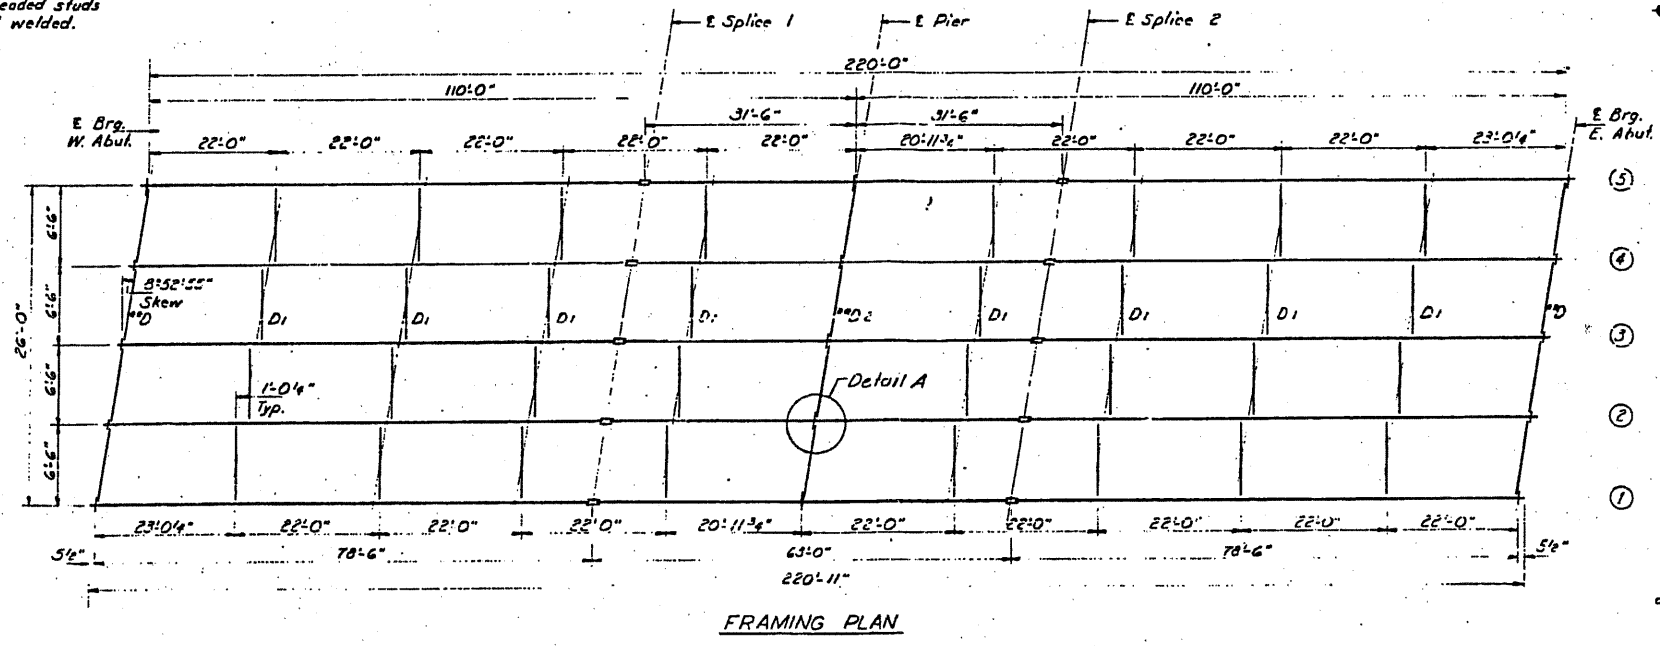 eaded studs
welded.
℄ Splice 1
℄ Pier
℄ Splice 2
220'-0"
110'-0"
110'-0"
31'-6"
31'-6"
℄ Brg.
W. Abut.
℄ Brg.
E. Abut.
22'-0"
22'-0"
22'-0"
22'-0"
22'-0"
20'-11¾"
22'-0"
22'-0"
22'-0"
23'-0¼"
5
6'-6"
4
8°-52'-55"
Skew
6'-6"
26'-0"
**D
D1
D1
D1
D1
**D2
D1
D1
D1
D1
**D
3
6'-6"
1'-0¼"
Typ.
Detail A
2
6'-6"
1
23'-0¼"
22'-0"
22'-0"
22'-0"
20'-11¾"
22'-0"
22'-0"
22'-0"
22'-0"
22'-0"
5½"
78'-6"
63'-0"
78'-6"
5½"
220'-11"
FRAMING PLAN